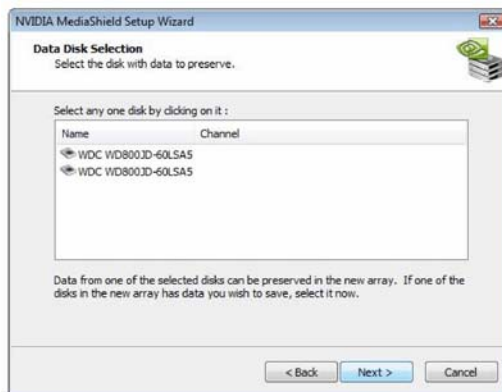 NVIDIA MediaShield Setup Wizard
Data Disk Selection
Select the disk with data to preserve.
Select any one disk by clicking on it :
Name Channel
WDC WD800JD-60LSA5
WDC WD800JD-60LSA5
Data from one of the selected disks can be preserved in the new array. If one of the
disks in the new array has data you wish to save, select it now.
< Back Next > Cancel